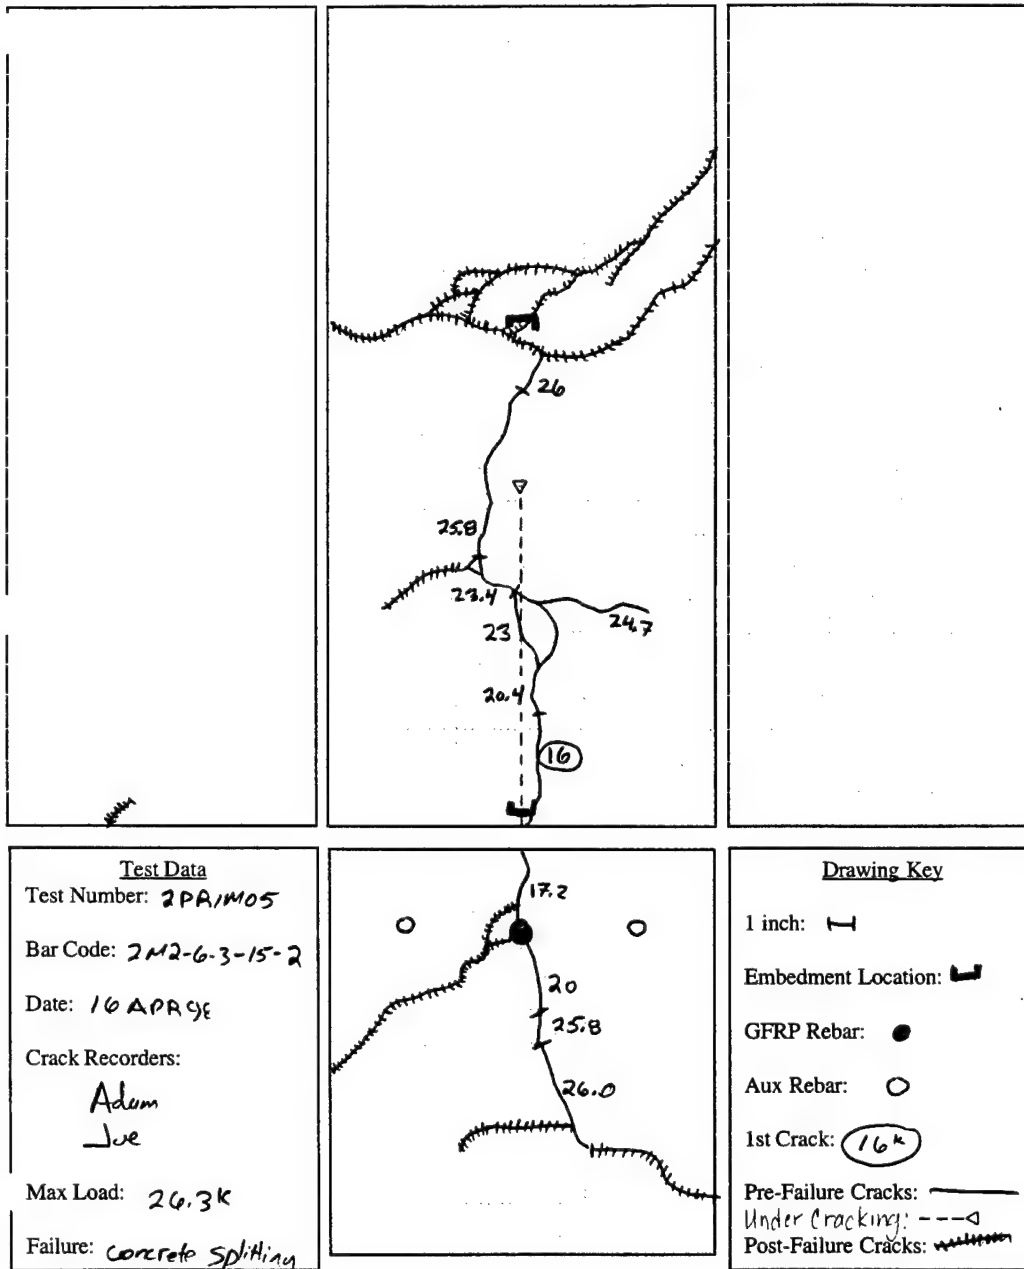 26
25.8
23.4
24.7
23
20.4
16
Test Data
Test Number: 2PR1M05
Bar Code: 2M2-6-3-15-2
Date: 16 APR
Crack Recorders:
Adam
Joe
Max Load: 26.3K
Failure: Concrete Splitting
17.2
20
25.8
26.0
Drawing Key
1 inch:
Embedment Location:
GFRP Rebar:
Aux Rebar:
1st Crack: 16K
Pre-Failure Cracks:
Under Cracking:
Post-Failure Cracks: